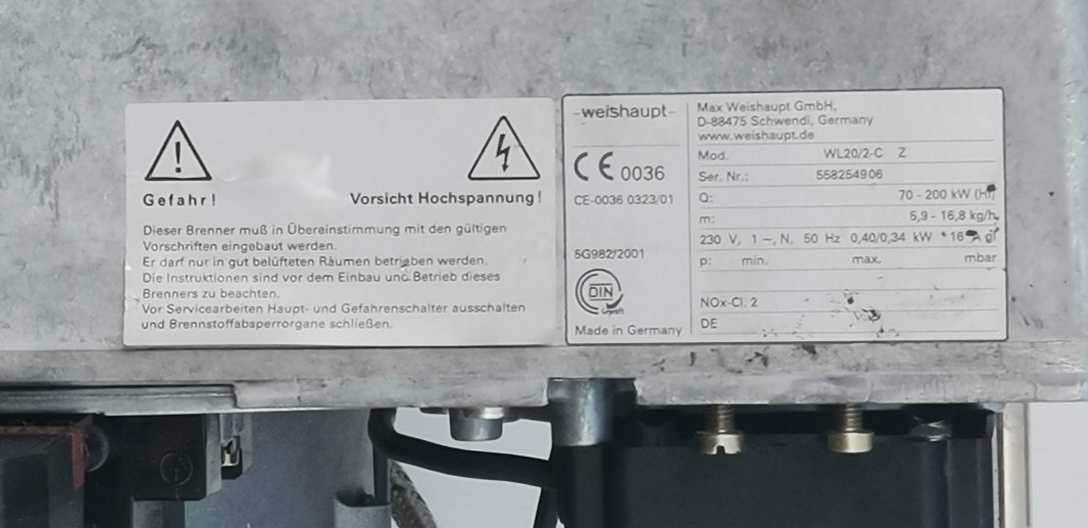 Gefahr!
Vorsicht Hochspannung!
Dieser Brenner muß in Übereinstimmung mit den gültigen
Vorschriften eingebaut werden.
Er darf nur in gut belüfteten Räumen betrieben werden.
Die Instruktionen sind vor dem Einbau und Betrieb dieses
Brenners zu beachten.
Vor Servicearbeiten Haupt- und Gefahrenschalter ausschalten
und Brennstoffabsperrorgane schließen.
-weishaupt-
CE 0036
CE-0036 0323/01
5G982/2001
DIN
Geprüft
Made in Germany
Max Weishaupt GmbH,
D-88475 Schwendi, Germany
www.weishaupt.de
Mod. WL20/2-C Z
Ser. Nr.: 558254906
Q: 70 - 200 kW (Hi)
m: 5,9 - 16,8 kg/h
230 V, 1 ~, N, 50 Hz 0,40/0,34 kW *16 A gl
p: min. max. mbar
NOx-Cl. 2
DE